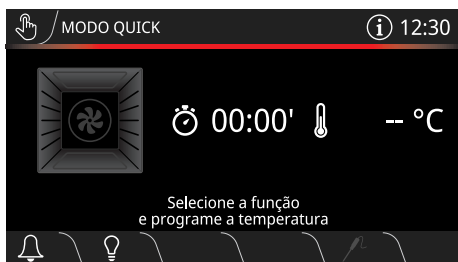 MODO QUICK
i 12:30
00:00' -- °C
Selecione a função
e programe a temperatura